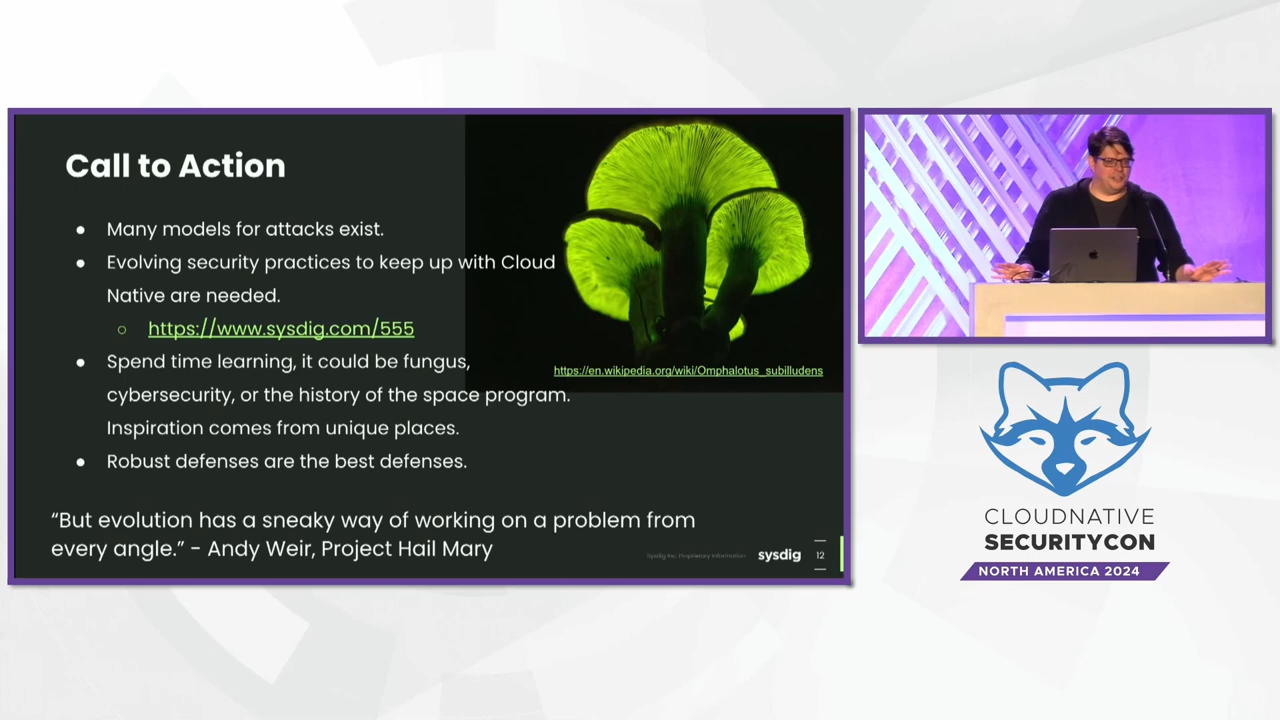 Call to Action
● Many models for attacks exist.
● Evolving security practices to keep up with Cloud
Native are needed.
○ https://www.sysdig.com/555
● Spend time learning, it could be fungus,
cybersecurity, or the history of the space program.
Inspiration comes from unique places.
● Robust defenses are the best defenses.
https://en.wikipedia.org/wiki/Omphalotus_subilludens
“But evolution has a sneaky way of working on a problem from
every angle.” - Andy Weir, Project Hail Mary
Sysdig Inc. Proprietary Information
sysdig
12
CLOUDNATIVE
SECURITYCON
NORTH AMERICA 2024